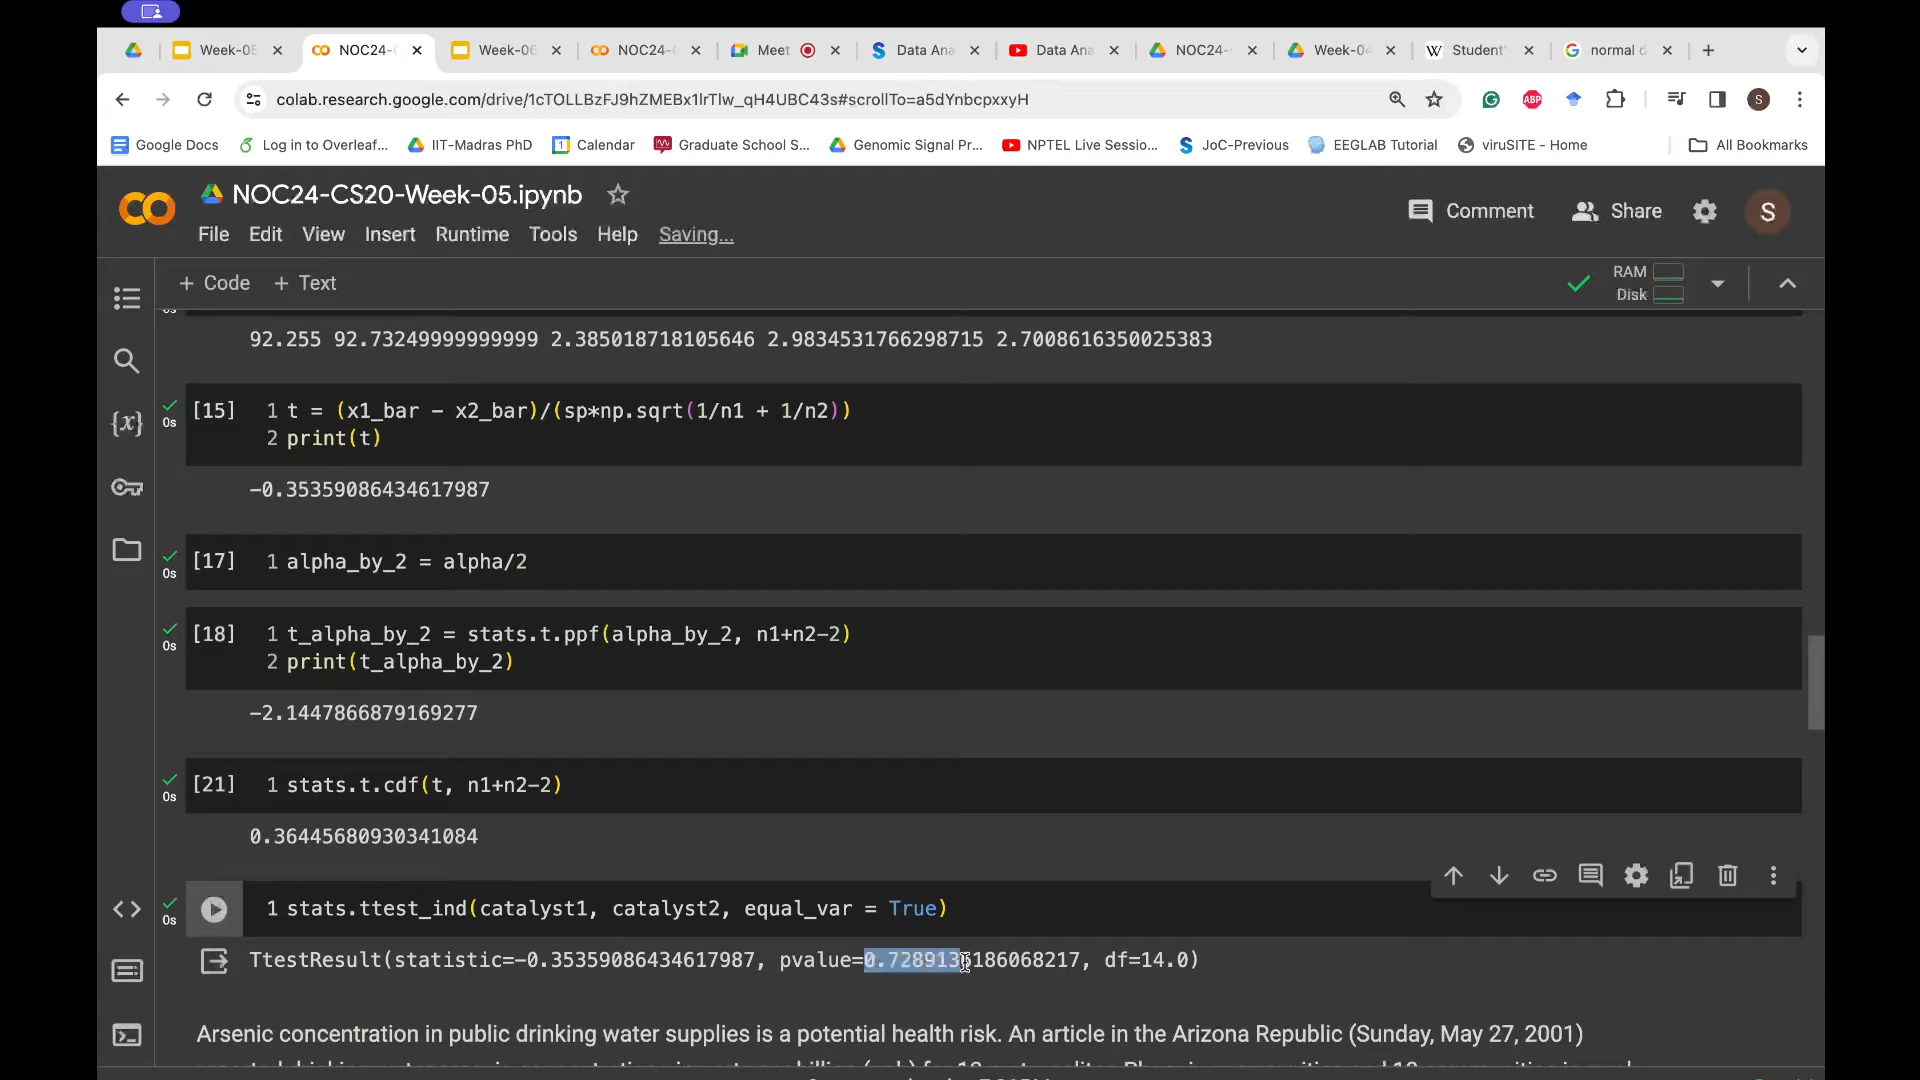 Week-05
NOC24-
Week-06
NOC24-
Meet
Data Ana
Data Ana
NOC24-
Week-04
Student'
normal d
colab.research.google.com/drive/1cTOLLBzFJ9hZMEBx1lrTlw_qH4UBC43s#scrollTo=a5dYnbcpxxyH
ABP
S
Google Docs
Log in to Overleaf...
IIT-Madras PhD
Calendar
Graduate School S...
Genomic Signal Pr...
NPTEL Live Sessio...
JoC-Previous
EEGLAB Tutorial
viruSITE - Home
All Bookmarks
NOC24-CS20-Week-05.ipynb
Comment
Share
S
File Edit View Insert Runtime Tools Help Saving...
+ Code + Text
RAM
Disk
92.255 92.73249999999999 2.385018718105646 2.9834531766298715 2.7008616350025383
[15] 1 t = (x1_bar - x2_bar)/(sp*np.sqrt(1/n1 + 1/n2))
0s
2 print(t)
-0.35359086434617987
[17] 1 alpha_by_2 = alpha/2
0s
[18] 1 t_alpha_by_2 = stats.t.ppf(alpha_by_2, n1+n2-2)
0s
2 print(t_alpha_by_2)
-2.1447866879169277
[21] 1 stats.t.cdf(t, n1+n2-2)
0s
0.36445680930341084
1 stats.ttest_ind(catalyst1, catalyst2, equal_var = True)
0s
TtestResult(statistic=-0.35359086434617987, pvalue=0.7289136186068217, df=14.0)
Arsenic concentration in public drinking water supplies is a potential health risk. An article in the Arizona Republic (Sunday, May 27, 2001)